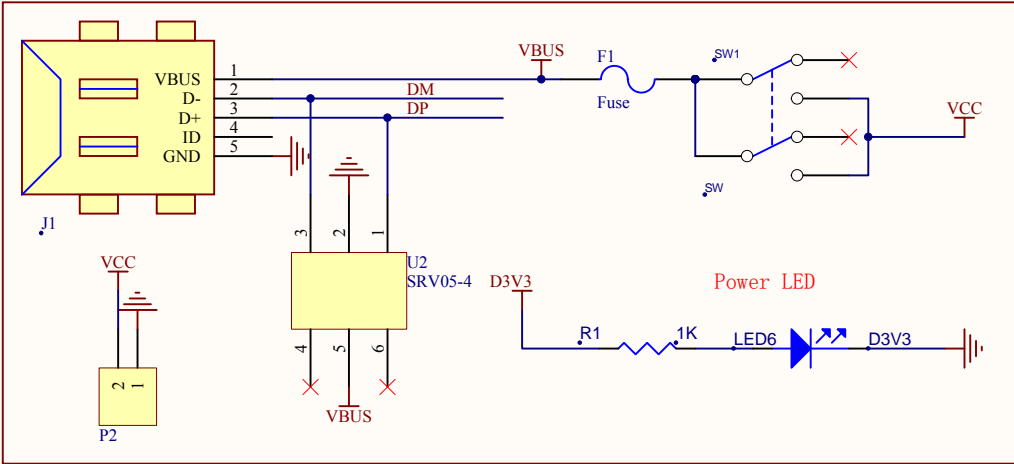 VBUS 1
D- 2
D+ 3
ID 4
GND 5
J1
DM
DP
VBUS
F1
Fuse
SW1
SW
VCC
3 2 1
U2
SRV05-4
4 5 6
VBUS
VCC
2 1
P2
D3V3
Power LED
R1 1K LED6 D3V3